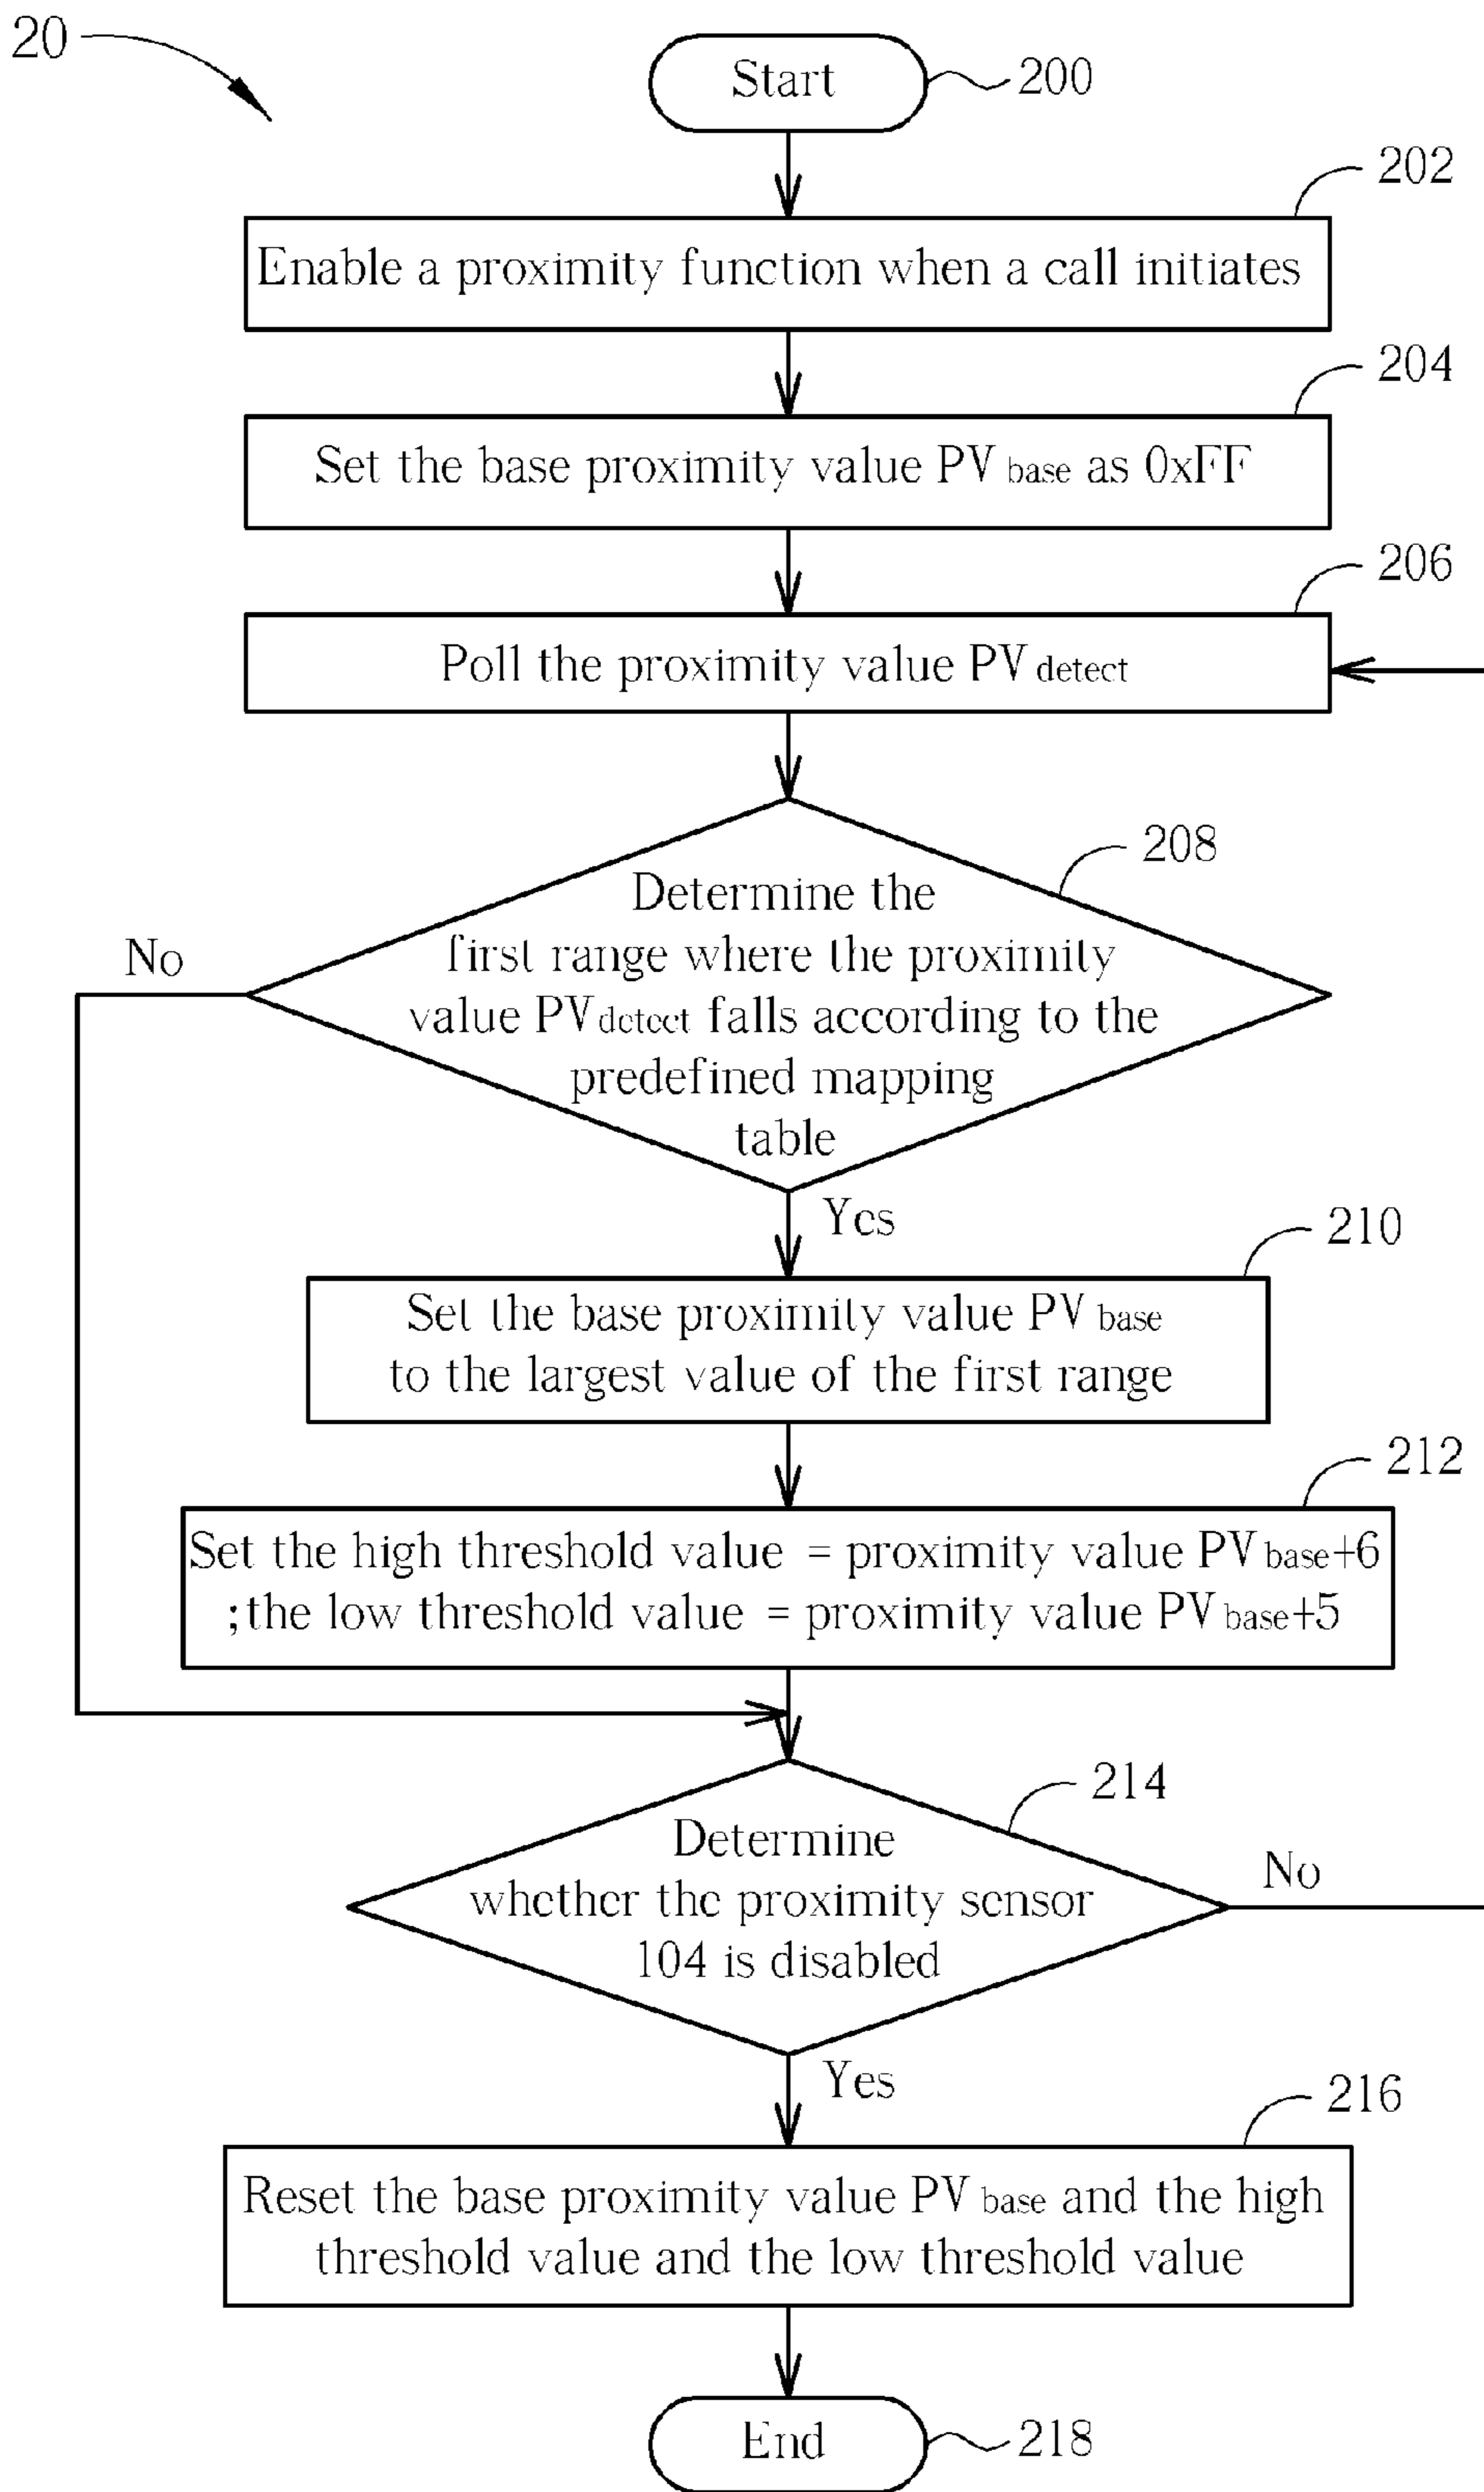 20
Start
200
202
Enable a proximity function when a call initiates
204
Set the base proximity value PV base as 0xFF
206
Poll the proximity value PV detect
208
Determine the
first range where the proximity
value PV detect falls according to the
predefined mapping
table
No
Yes
210
Set the base proximity value PV base
to the largest value of the first range
212
Set the high threshold value = proximity value PV base+6
;the low threshold value = proximity value PV base+5
214
Determine
whether the proximity sensor
104 is disabled
No
Yes
216
Reset the base proximity value PV base and the high
threshold value and the low threshold value
End
218